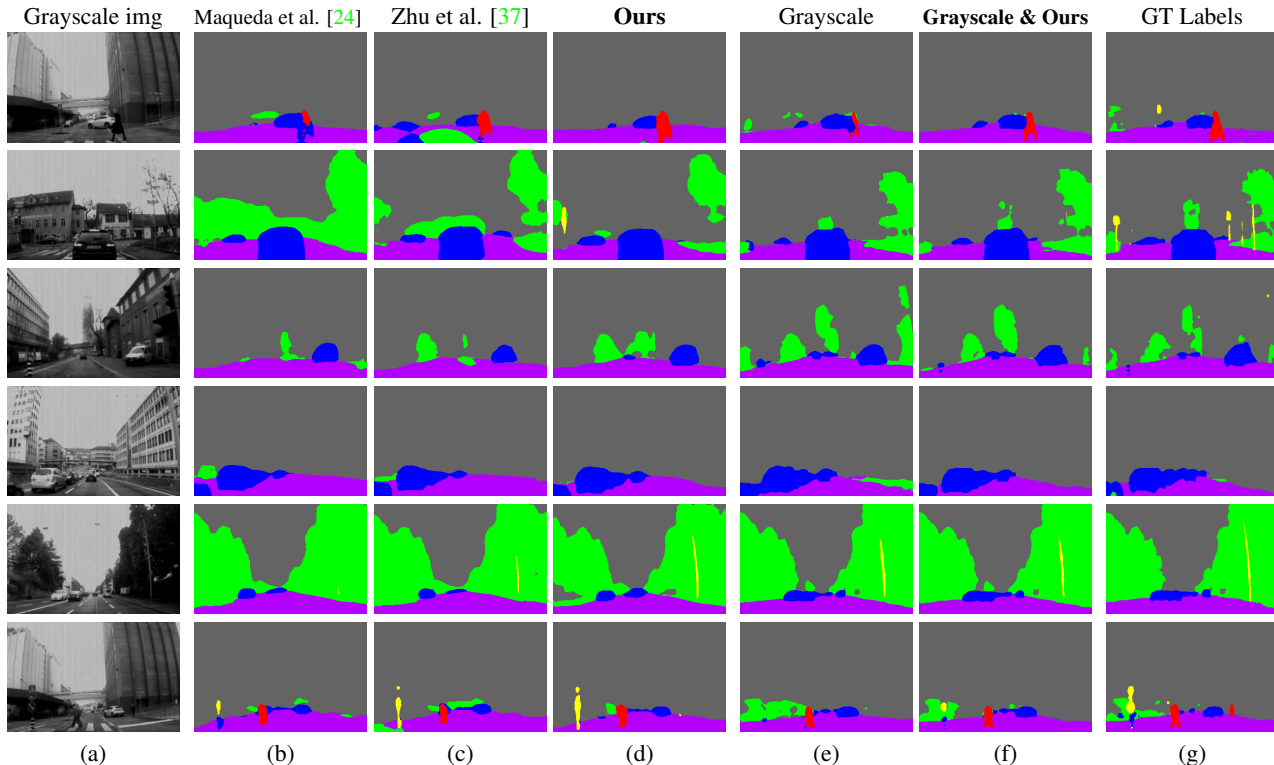 Grayscale img Maqueda et al. [24] Zhu et al. [37] Ours Grayscale Grayscale & Ours GT Labels
(a) (b) (c) (d) (e) (f) (g)